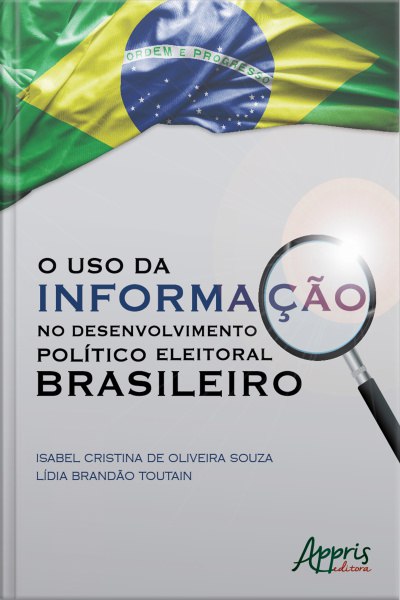 ORDEM E PROGRESSO
O USO DA
INFORMAÇÃO
NO DESENVOLVIMENTO
POLÍTICO ELEITORAL
BRASILEIRO
ISABEL CRISTINA DE OLIVEIRA SOUZA
LÍDIA BRANDÃO TOUTAIN
Appris
editora